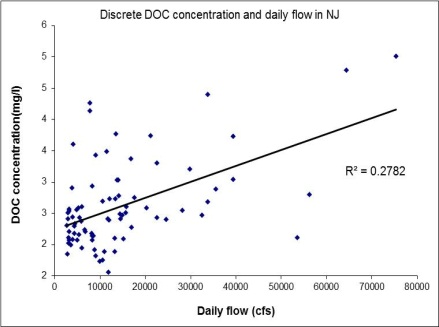 Discrete DOC concentration and daily flow in NJ
6
5
5
4
4
3
3
2
2
DOC concentration(mg/l)
R² = 0.2782
0 10000 20000 30000 40000 50000 60000 70000 80000
Daily flow (cfs)